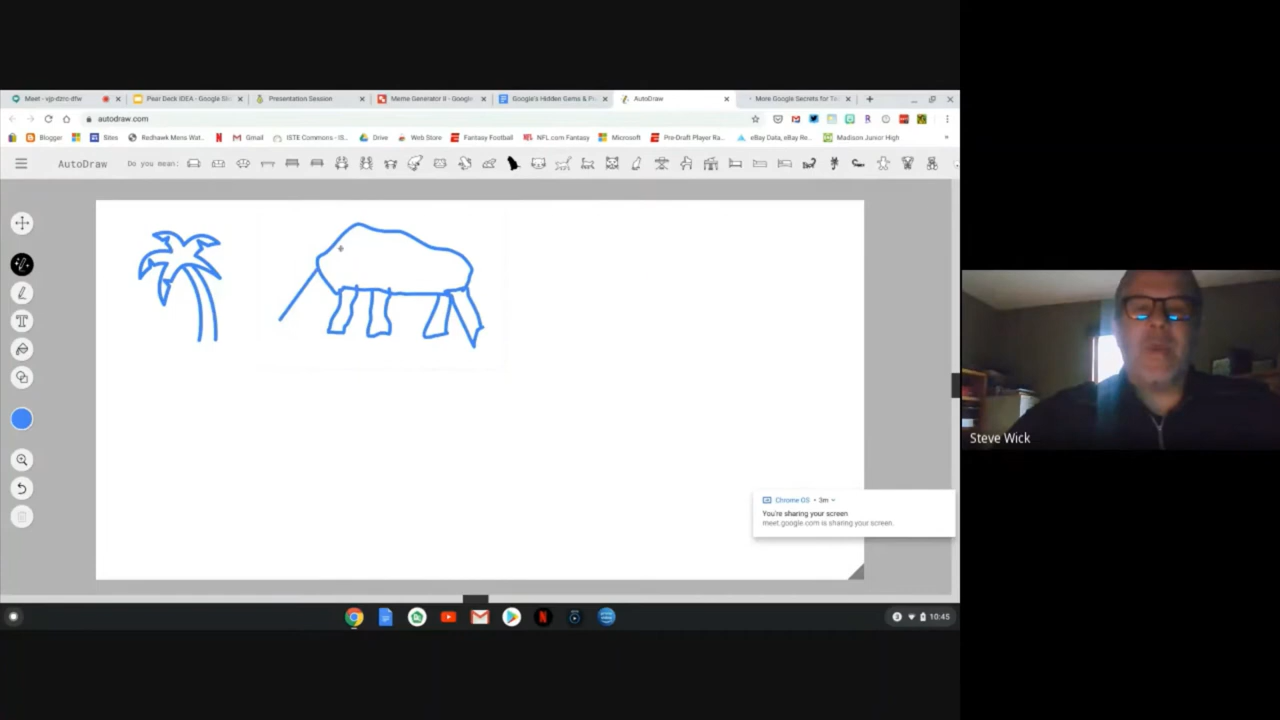 Meet - vjp-dzro-dfw
Pear Deck IDEA - Google Sli
Presentation Session
Meme Generator II - Google
Google's Hidden Gems & Pr
AutoDraw
More Google Secrets for Te
autodraw.com
Blogger
Sites
Redhawk Mens Wat...
Gmail
ISTE Commons - IS...
Drive
Web Store
Fantasy Football
NFL.com Fantasy
Microsoft
Pre-Draft Player Ra...
eBay Data, eBay Re...
Madison Junior High
AutoDraw
Do you mean:
T
Steve Wick
Chrome OS • 3m
You're sharing your screen
meet.google.com is sharing your screen.
10:45